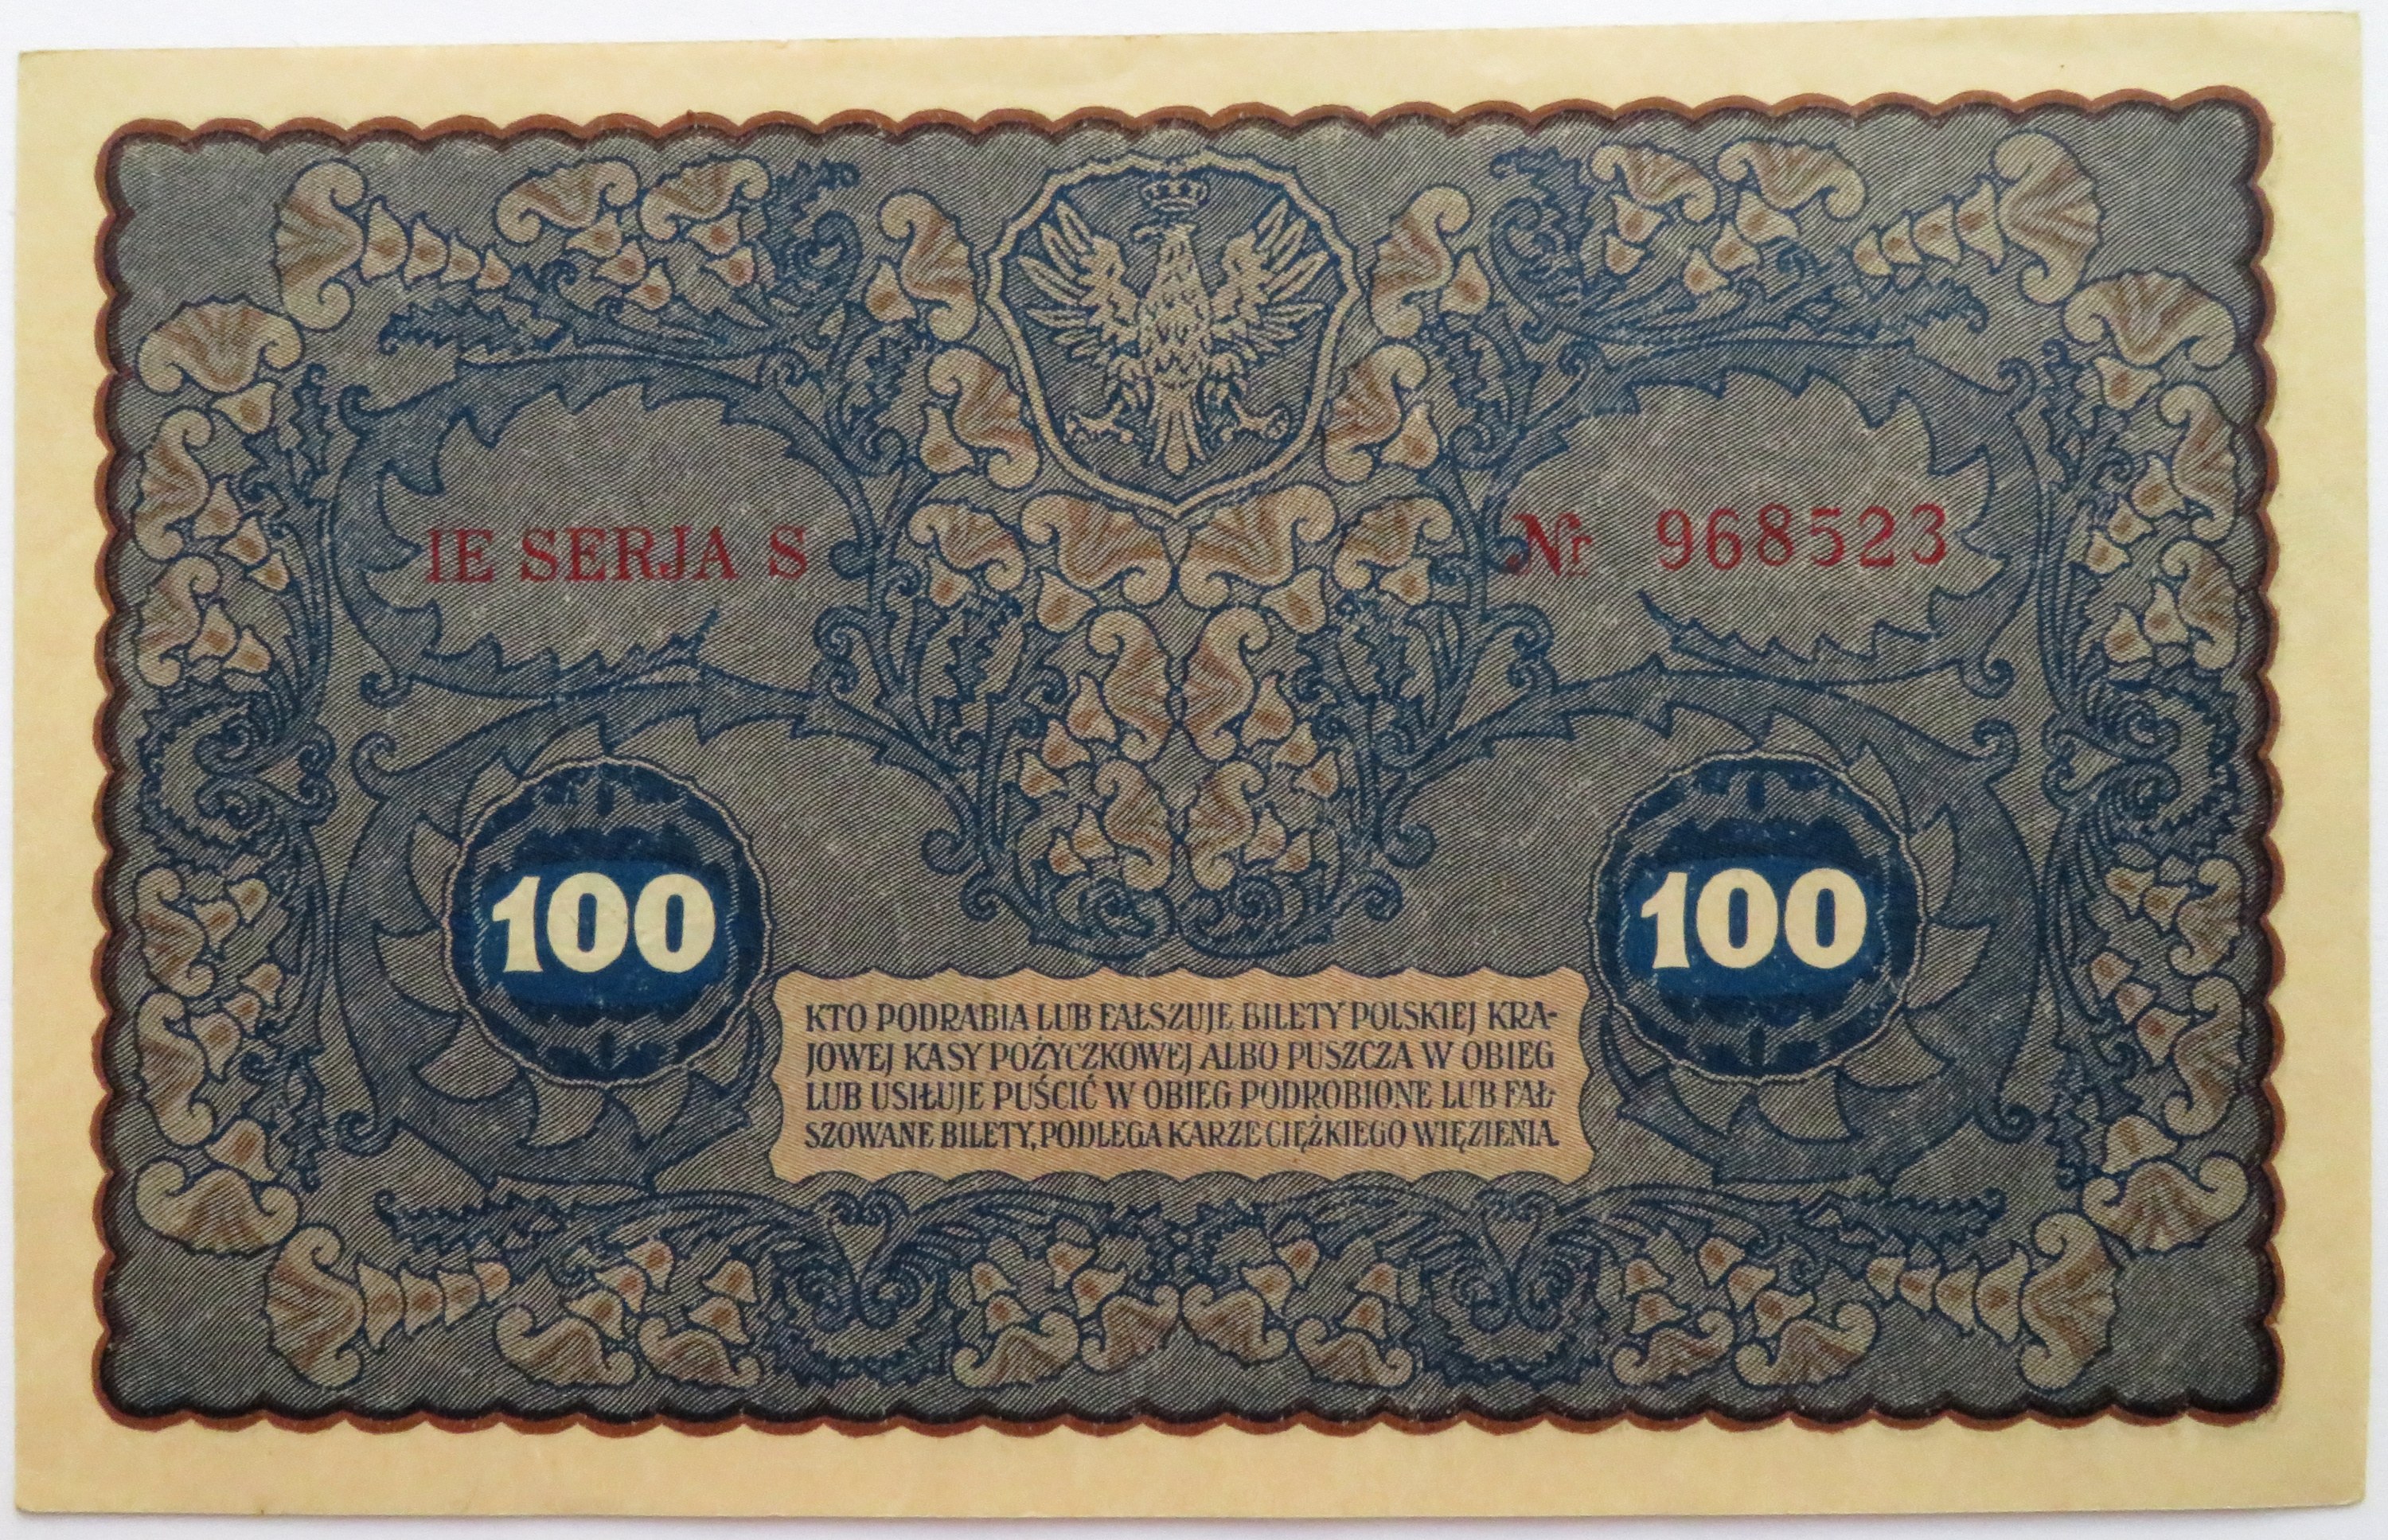 IE SERJA S
Nr 968523
100
100
KTO PODRABIA LUB FAŁSZUJE BILETY POLSKIEJ KRA-
JOWEJ KASY POŻYCZKOWEJ ALBO PUSZCZA W OBIEG
LUB USIŁUJE PUŚCIĆ W OBIEG PODROBIONE LUB FAŁ-
SZOWANE BILETY, PODLEGA KARZE CIĘŻKIEGO WIĘZIENIA.